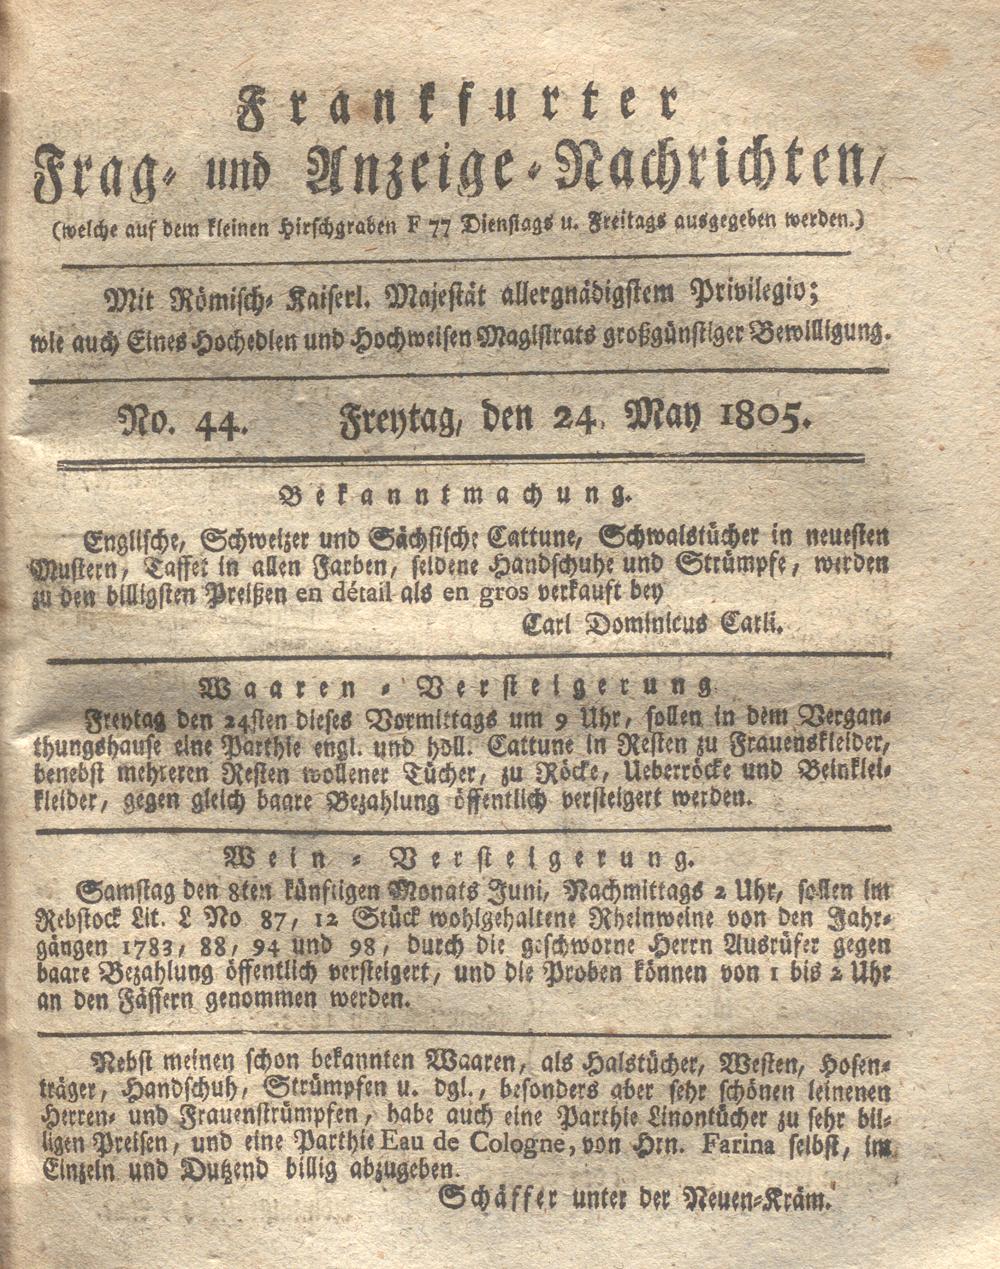 Frankfurter
Frag- und Anzeige-Nachrichten,
(welche auf dem kleinen Hirschgraben F 77 Dienstags u. Freitags ausgegeben werden.)
Mit Römisch-Kaiserl. Majestät allergnädigstem Privilegio;
wie auch Eines Hochedlen und Hochweisen Magistrats großgünstiger Bewilligung.
No. 44. Freytag, den 24. May 1805.
Bekanntmachung.
Englische, Schweizer und Sächsische Cattune, Schwalstücher in neuesten
Mustern, Taffet in allen Farben, seidene Handschuhe und Strümpfe, werden
zu den billigsten Preißen en détail als en gros verkauft bey
Carl Dominicus Carli.
Waaren-Versteigerung
Freytag den 24sten dieses Vormittags um 9 Uhr, sollen in dem Vergan-
thungshause eine Parthie engl. und holl. Cattune in Resten zu Frauenskleider,
benebst mehreren Resten wollener Tücher, zu Röcke, Ueberröcke und Beinklei-
kleider, gegen gleich baare Bezahlung öffentlich versteigert werden.
Wein-Versteigerung.
Samstag den 8ten künftigen Monats Juni, Nachmittags 2 Uhr, sollen im
Rebstock Lit. L No 87, 12 Stück wohlgehaltene Rheinweine von den Jahr-
gängen 1783, 88, 94 und 98, durch die geschworne Herrn Ausrüfer gegen
baare Bezahlung öffentlich versteigert, und die Proben können von 1 bis 2 Uhr
an den Fässern genommen werden.
Nebst meinen schon bekannten Waaren, als Halstücher, Westen, Hosen-
träger, Handschuh, Strümpfen u. dgl., besonders aber sehr schönen leinenen
Herren- und Frauenstrümpfen, habe auch eine Parthie Linontücher zu sehr bil-
ligen Preisen, und eine Parthie Eau de Cologne, von Hrn. Farina selbst, im
Einzeln und Dutzend billig abzugeben.
Schäffer unter der Neuen-Kräm.